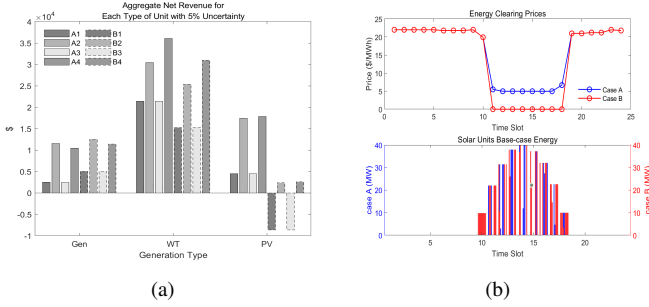 Aggregate Net Revenue for
Each Type of Unit with 5% Uncertainty
×10⁴
4
3.5
3
2.5
2
1.5
1
0.5
0
-0.5
-1
$
A1 B1
A2 B2
A3 B3
A4 B4
Gen WT PV
Generation Type
(a)
Energy Clearing Prices
Price ($/MWh)
25
20
15
10
5
0
Case A
Case B
0 5 10 15 20 25
Time Slot
Solar Units Base-case Energy
case A (MW)
40
30
20
10
0
case B (MW)
40
30
20
10
0
5 10 15 20
Time Slot
(b)